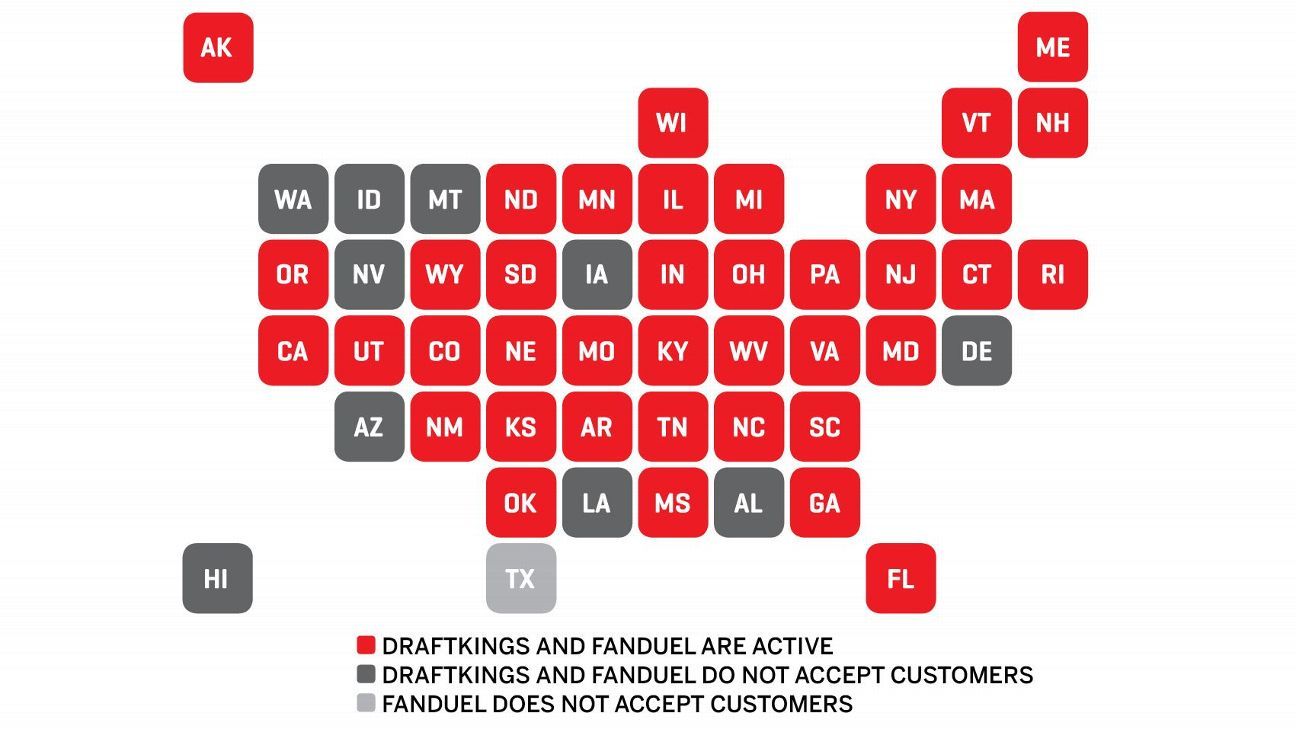 AK ME
WI VT NH
WA ID MT ND MN IL MI NY MA
OR NV WY SD IA IN OH PA NJ CT RI
CA UT CO NE MO KY WV VA MD DE
AZ NM KS AR TN NC SC
OK LA MS AL GA
HI TX FL
DRAFTKINGS AND FANDUEL ARE ACTIVE
DRAFTKINGS AND FANDUEL DO NOT ACCEPT CUSTOMERS
FANDUEL DOES NOT ACCEPT CUSTOMERS